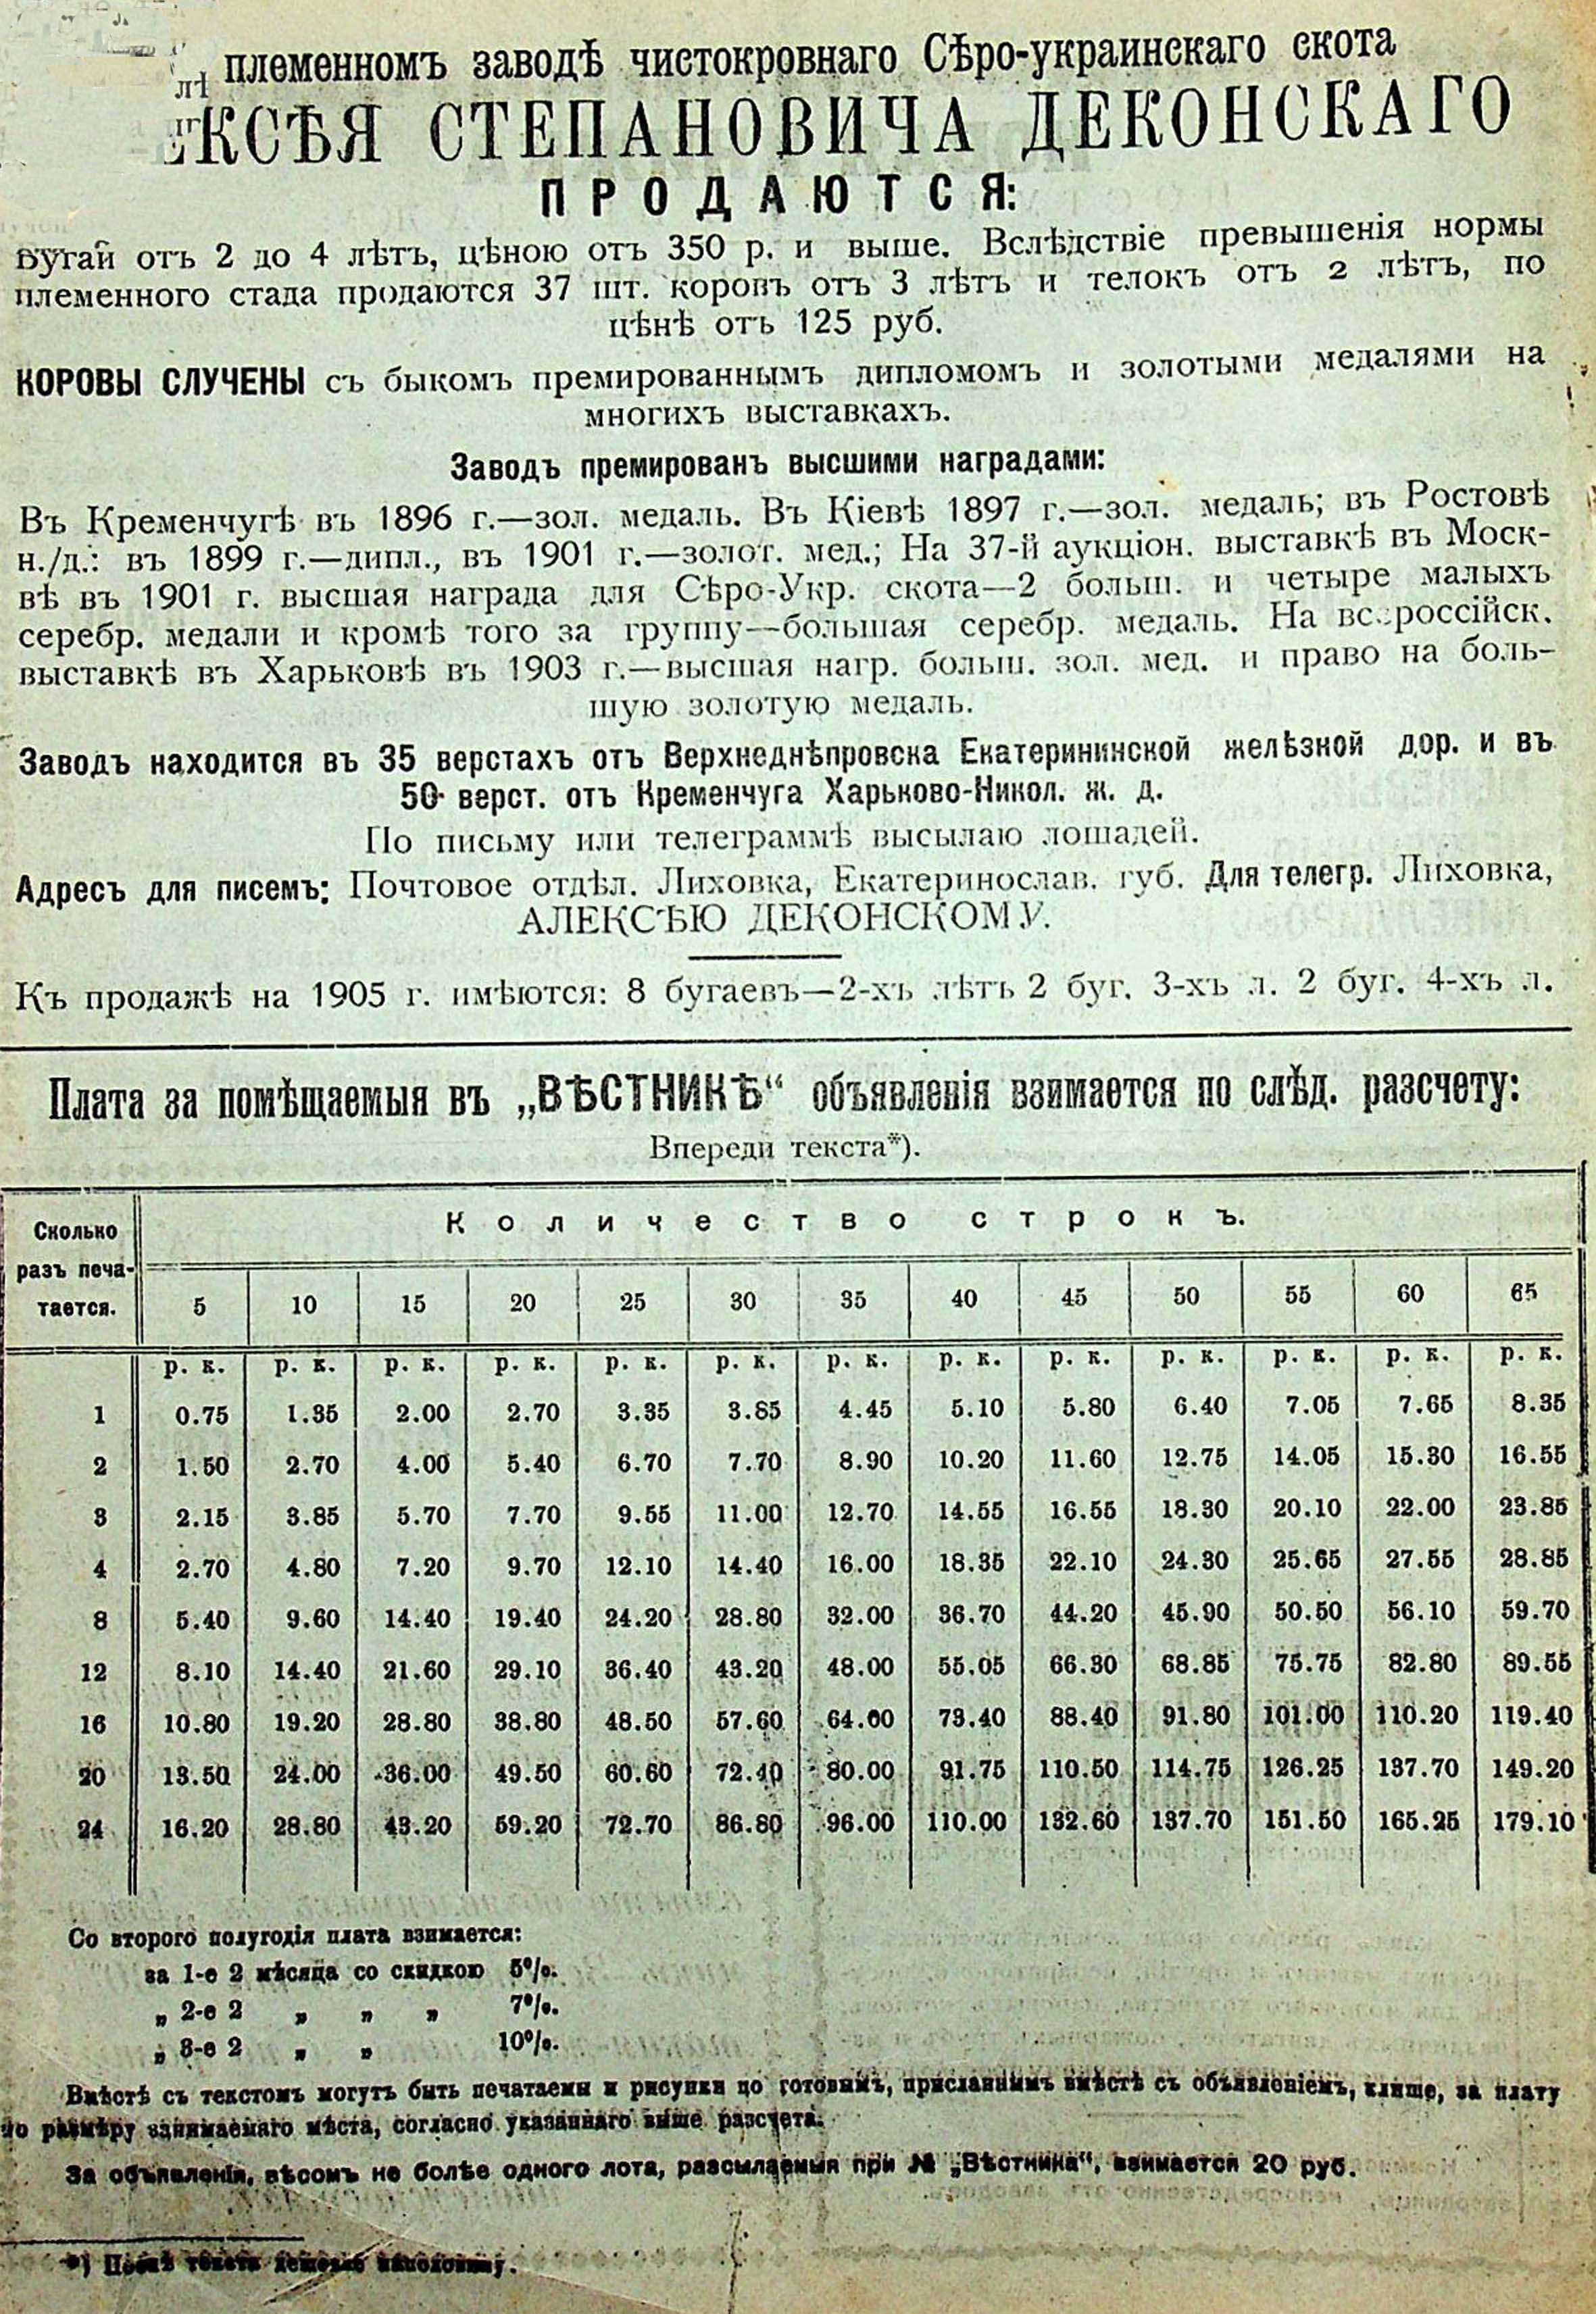 племенномъ заводѣ чистокровнаго Сѣро-украинскаго скота
КСѢЯ СТЕПАНОВИЧА ДЕКОНСКАГО
ПРОДАЮТСЯ:
Бугай отъ 2 до 4 лѣтъ, цѣною отъ 350 р. и выше. Вслѣдствіе превышенія нормы
племенного стада продаются 37 шт. коровъ отъ 3 лѣтъ и телокъ отъ 2 лѣтъ, по
цѣнѣ отъ 125 руб.
КОРОВЫ СЛУЧЕНЫ съ быкомъ премированнымъ дипломомъ и золотыми медалями на
многихъ выставкахъ.
Заводъ премированъ высшими наградами:
Въ Кременчугѣ въ 1896 г.—зол. медаль. Въ Кіевѣ 1897 г.—зол. медаль; въ Ростовѣ
н./д.: въ 1899 г.—дипл., въ 1901 г.—золот. мед.; На 37-й аукціон. выставкѣ въ Моск-
вѣ въ 1901 г. высшая награда для Сѣро-Укр. скота—2 больш. и четыре малыхъ
серебр. медали и кромѣ того за группу—большая серебр. медаль. На всероссійск.
выставкѣ въ Харьковѣ въ 1903 г.—высшая нагр. больш. зол. мед. и право на боль-
шую золотую медаль.
Заводъ находится въ 35 верстахъ отъ Верхнеднѣпровска Екатерининской желѣзной дор. и въ
50 верст. отъ Кременчуга Харьково-Никол. ж. д.
По письму или телеграммѣ высылаю лошадей.
Адресъ для писемъ: Почтовое отдѣл. Лиховка, Екатеринослав. губ. Для телегр. Лиховка,
АЛЕКСѢЮ ДЕКОНСКОМУ.
Къ продажѣ на 1905 г. имѣются: 8 бугаевъ—2-хъ лѣтъ 2 буг. 3-хъ л. 2 буг. 4-хъ л.
Плата за помѣщаемыя въ „ВѢСТНИКѢ“ объявленія взимается по слѣд. разсчету:
Впереди текста*).
Сколько разъ печа-тается. Количество строкъ.
5 10 15 20 25 30 35 40 45 50 55 60 65
р. к. р. к. р. к. р. к. р. к. р. к. р. к. р. к. р. к. р. к. р. к. р. к. р. к.
1 0.75 1.35 2.00 2.70 3.35 3.85 4.45 5.10 5.80 6.40 7.05 7.65 8.35
2 1.50 2.70 4.00 5.40 6.70 7.70 8.90 10.20 11.60 12.75 14.05 15.30 16.55
3 2.15 3.85 5.70 7.70 9.55 11.00 12.70 14.55 16.55 18.30 20.10 22.00 23.85
4 2.70 4.80 7.20 9.70 12.10 14.40 16.00 18.35 22.10 24.30 25.65 27.55 28.85
8 5.40 9.60 14.40 19.40 24.20 28.80 32.00 36.70 44.20 45.90 50.50 56.10 59.70
12 8.10 14.40 21.60 29.10 36.40 43.20 48.00 55.05 66.30 68.85 75.75 82.80 89.55
16 10.80 19.20 28.80 38.80 48.50 57.60 64.00 73.40 88.40 91.80 101.00 110.20 119.40
20 13.50 24.00 36.00 49.50 60.60 72.40 80.00 91.75 110.50 114.75 126.25 137.70 149.20
24 16.20 28.80 43.20 59.20 72.70 86.80 96.00 110.00 132.60 137.70 151.50 165.25 179.10
Со второго полугодія плата взимается:
за 1-е 2 мѣсяца со скидкою 5%.
„ 2-е 2 „ „ „ 7%.
„ 3-е 2 „ „ 10%.
Вмѣстѣ съ текстомъ могутъ быть печатаемы и рисунки по готовымъ, присланнымъ вмѣстѣ съ объявленіемъ, клише, за плату
по размѣру занимаемаго мѣста, согласно указаннаго выше разсчета.
За объявленія, вѣсомъ не болѣе одного лота, разсылаемыя при № „Вѣстника“, взимается 20 руб.
*) Послѣ текста дешевле наполовину.